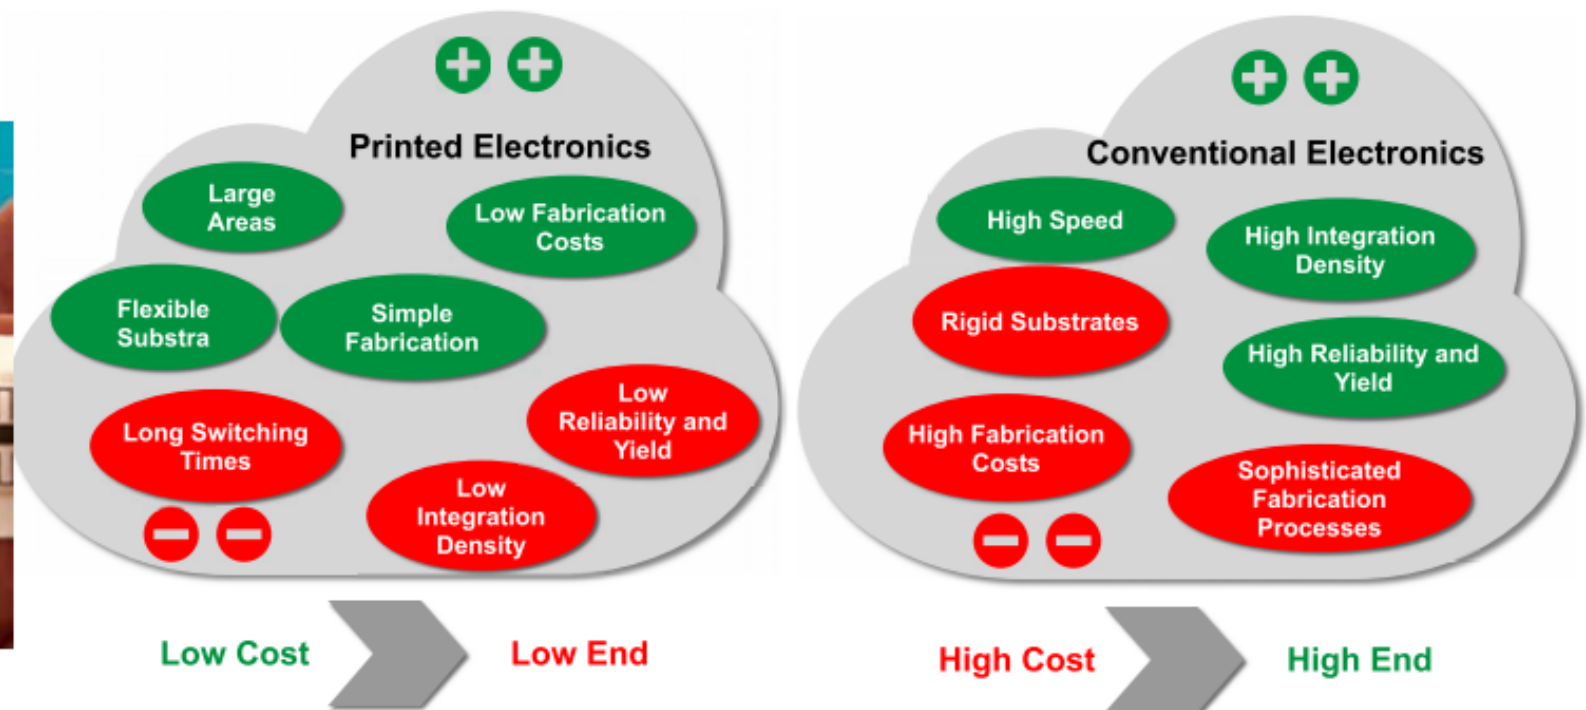 Printed Electronics
Large
Areas
Low Fabrication
Costs
Flexible
Substra
Simple
Fabrication
Long Switching
Times
Low
Reliability and
Yield
Low
Integration
Density
Low Cost
Low End
Conventional Electronics
High Speed
High Integration
Density
Rigid Substrates
High Reliability and
Yield
High Fabrication
Costs
Sophisticated
Fabrication
Processes
High Cost
High End